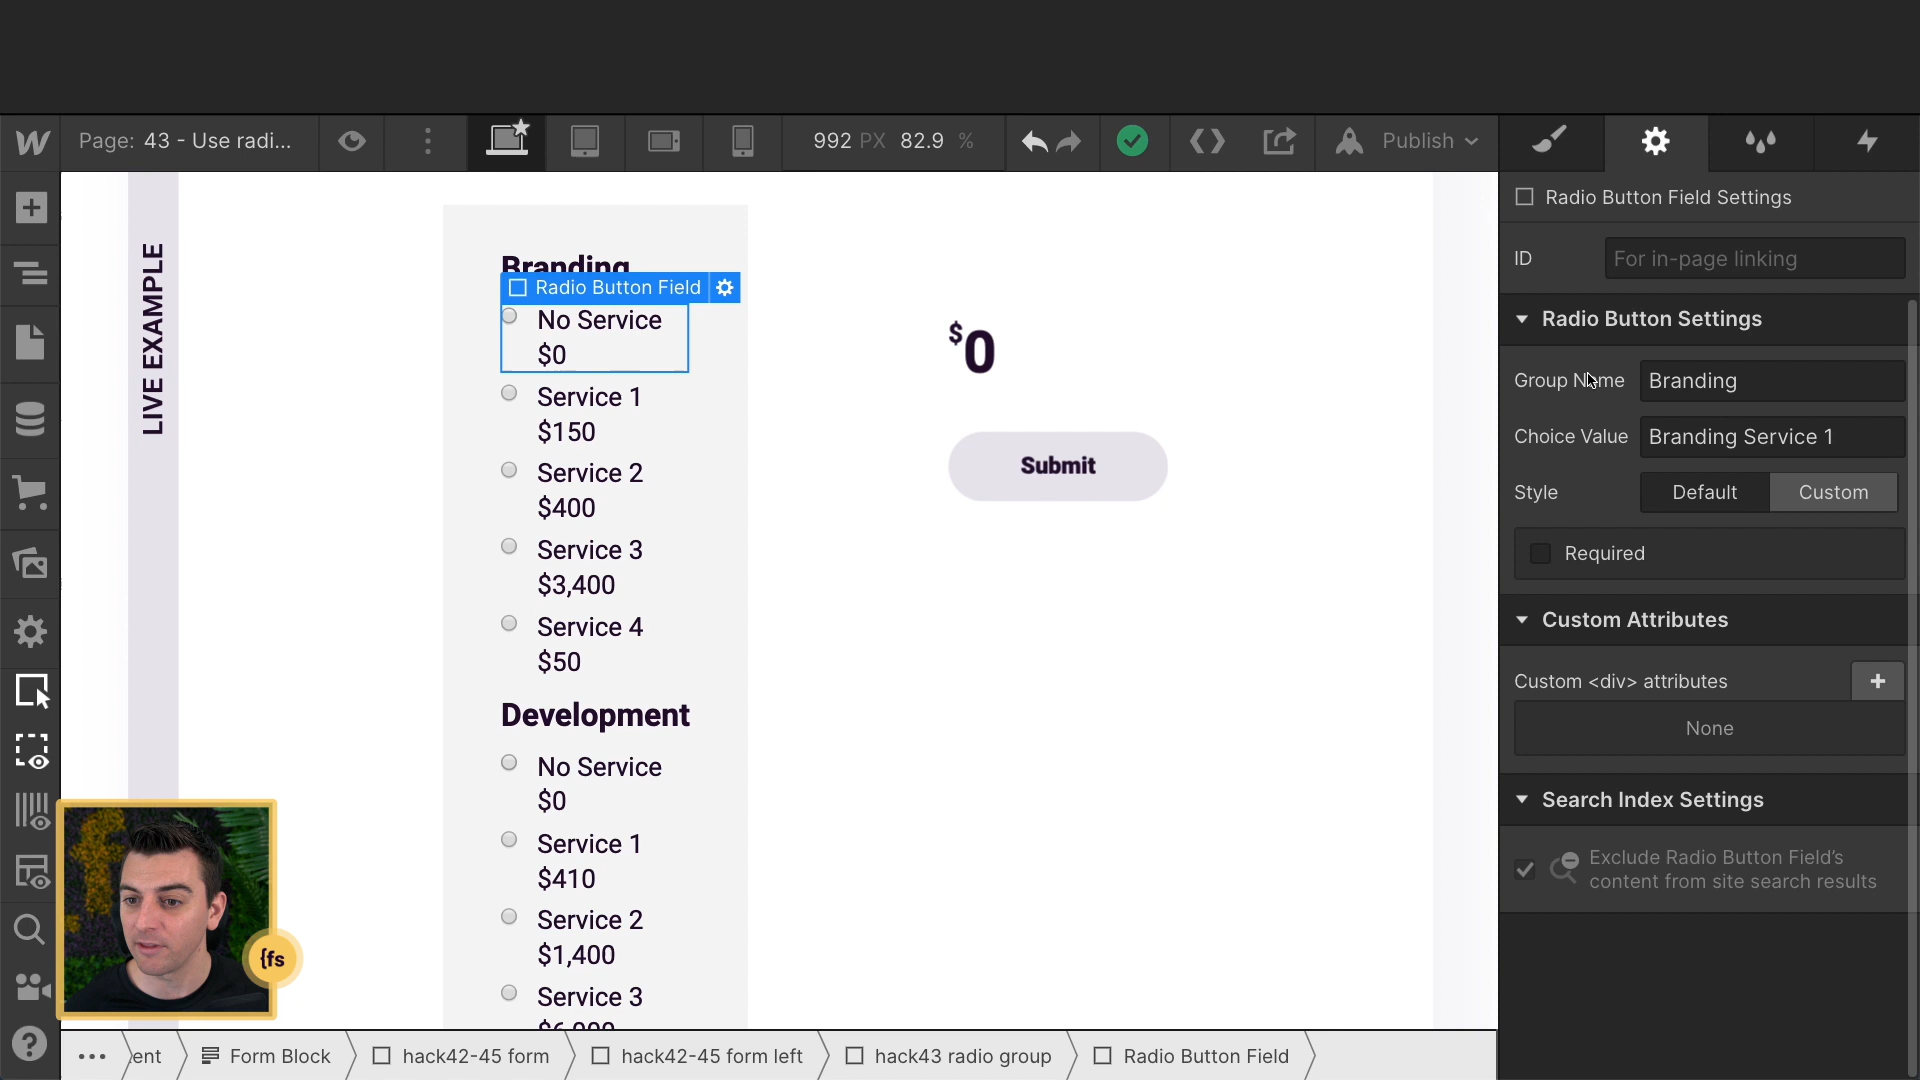 Page: 43 - Use radi...
992 PX 82.9 %
Publish
LIVE EXAMPLE
Branding
Radio Button Field
No Service
$0
Service 1
$150
Service 2
$400
Service 3
$3,400
Service 4
$50
Development
No Service
$0
Service 1
$410
Service 2
$1,400
Service 3
$0
Submit
Radio Button Field Settings
ID
For in-page linking
Radio Button Settings
Group Name
Branding
Choice Value
Branding Service 1
Style
Default
Custom
Required
Custom Attributes
Custom <div> attributes
None
Search Index Settings
Exclude Radio Button Field's
content from site search results
{fs
ent
Form Block
hack42-45 form
hack42-45 form left
hack43 radio group
Radio Button Field